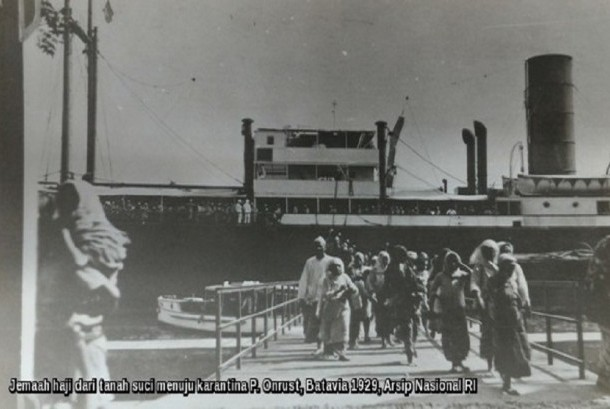 Jemaah haji dari tanah suci menuju karantina P. Onrust, Batavia 1929, Arsip Nasional RI